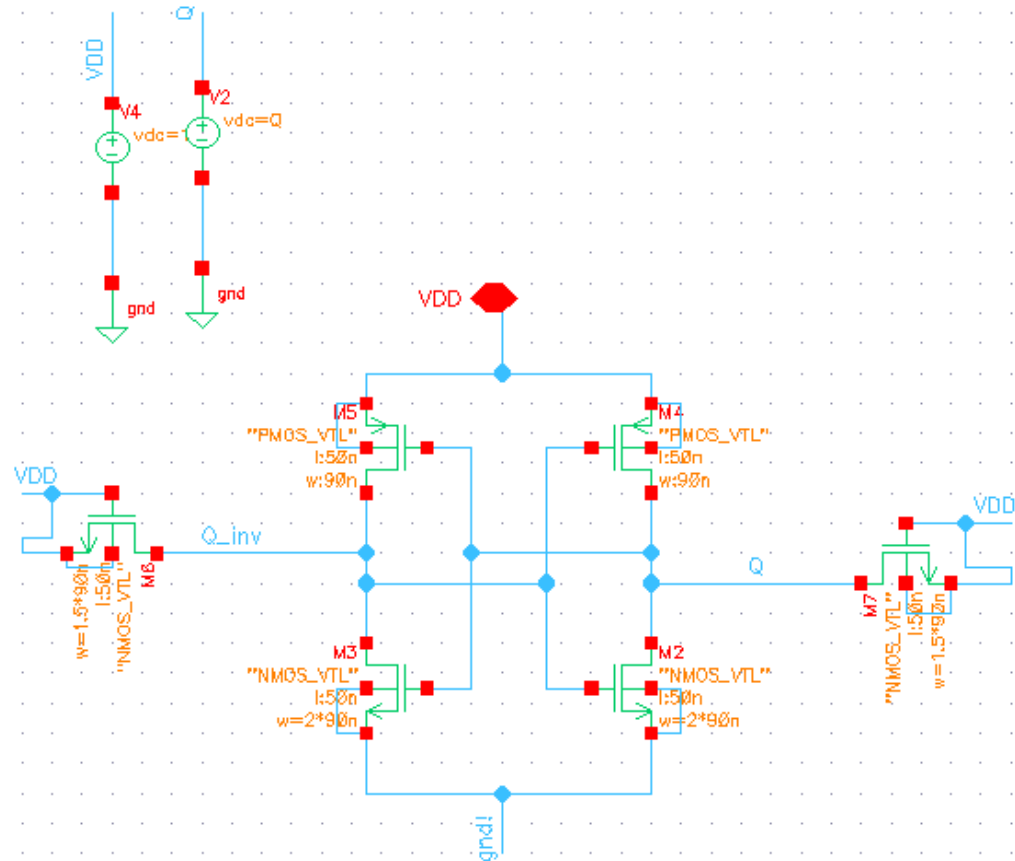 VDD
Q
V4
V2
vdc=Q
gnd
gnd
VDD
M5
"PMOS_VTL"
l:50n
w:90n
M4
"PMOS_VTL"
l:50n
w:90n
VDD
Q_inv
M6
w=1.5*90n
l:50n
"NMOS_VTL"
VDD
Q
M7
"NMOS_VTL"
l:50n
w=1.5*90n
M3
"NMOS_VTL"
l:50n
w=2*90n
M2
"NMOS_VTL"
l:50n
w=2*90n
gnd!